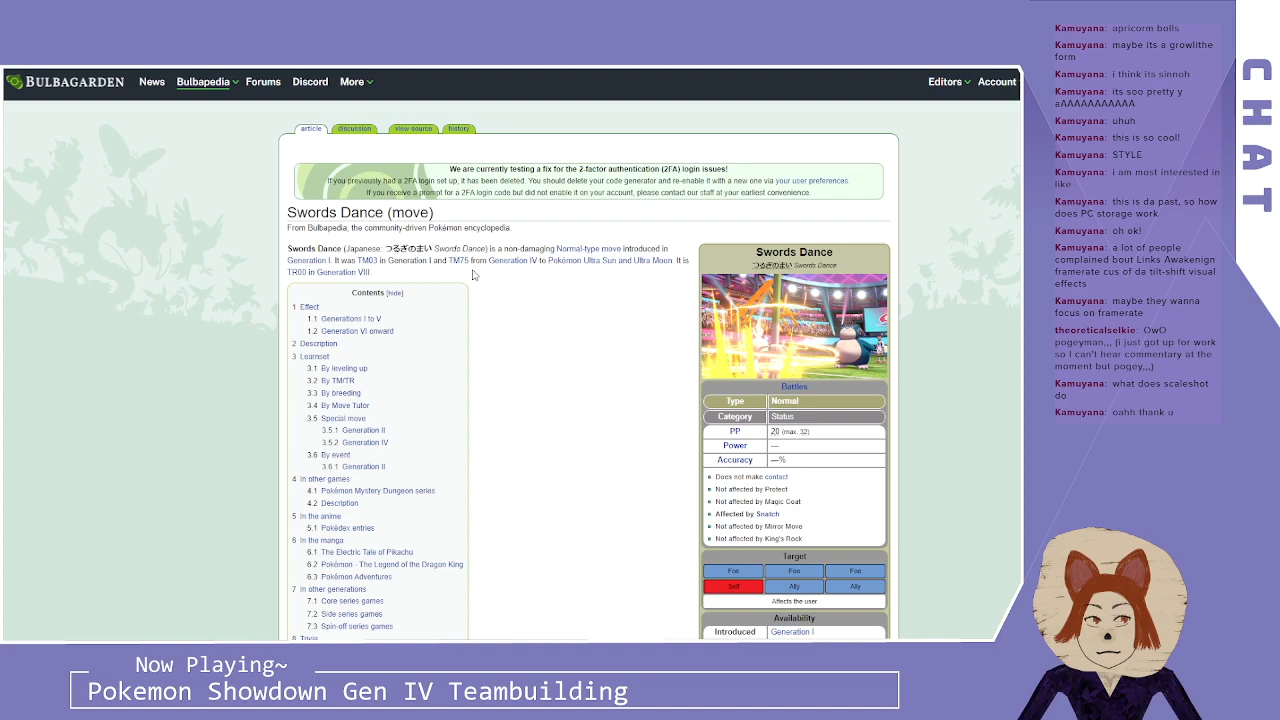 BULBAGARDEN News Bulbapedia Forums Discord More Editors Account
article discussion view source history
We are currently testing a fix for the 2-factor authentication (2FA) login issues!
If you previously had a 2FA login set up, it has been deleted. You should delete your code generator and re-enable it with a new one via your user preferences.
If you receive a prompt for a 2FA login code but did not enable it on your account, please contact our staff at your earliest convenience.
Swords Dance (move)
From Bulbapedia, the community-driven Pokémon encyclopedia.
Swords Dance (Japanese: つるぎのまい Swords Dance) is a non-damaging Normal-type move introduced in
Generation I. It was TM03 in Generation I and TM75 from Generation IV to Pokémon Ultra Sun and Ultra Moon. It is
TR00 in Generation VIII.
Contents [hide]
1 Effect
1.1 Generations I to V
1.2 Generation VI onward
2 Description
3 Learnset
3.1 By leveling up
3.2 By TM/TR
3.3 By breeding
3.4 By Move Tutor
3.5 Special move
3.5.1 Generation II
3.5.2 Generation IV
3.6 By event
3.6.1 Generation II
4 In other games
4.1 Pokémon Mystery Dungeon series
4.2 Description
5 In the anime
5.1 Pokédex entries
6 In the manga
6.1 The Electric Tale of Pikachu
6.2 Pokémon - The Legend of the Dragon King
6.3 Pokémon Adventures
7 In other generations
7.1 Core series games
7.2 Side series games
7.3 Spin-off series games
8 Trivia
Swords Dance
つるぎのまい Swords Dance
Battles
Type Normal
Category Status
PP 20 (max. 32)
Power —
Accuracy —%
Does not make contact
Not affected by Protect
Not affected by Magic Coat
Affected by Snatch
Not affected by Mirror Move
Not affected by King's Rock
Target
Foe Foe Foe
Self Ally Ally
Affects the user
Availability
Introduced Generation I
Kamuyana: apricorm bolls
Kamuyana: maybe its a growlithe
form
Kamuyana: i think its sinnoh
Kamuyana: its soo pretty y
aAAAAAAAAAAA
Kamuyana: uhuh
Kamuyana: this is so cool!
Kamuyana: STYLE
Kamuyana: i am most interested in
like
Kamuyana: this is da past, so how
does PC storage work
Kamuyana: oh ok!
Kamuyana: a lot of people
complained bout Links Awakenign
framerate cus of da tilt-shift visual
effects
Kamuyana: maybe they wanna
focus on framerate
theoreticalselkie: OwO
pogeyman,,, (i just got up for work
so I can't hear commentary at the
moment but pogey,,,)
Kamuyana: what does scaleshot
do
Kamuyana: oahh thank u
CHAT
Now Playing~
Pokemon Showdown Gen IV Teambuilding